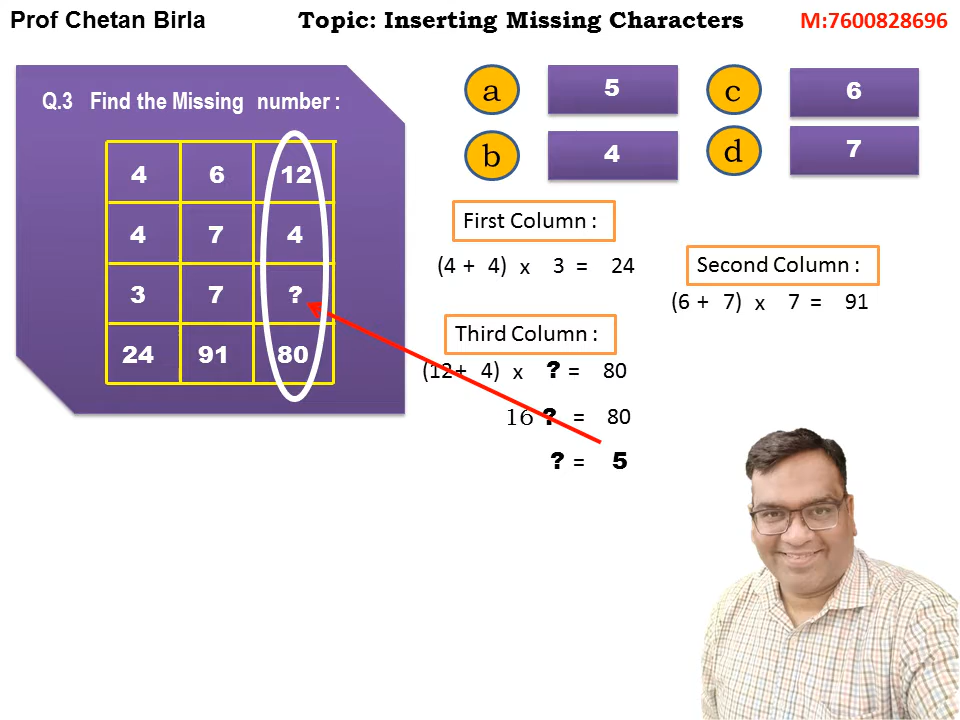 Prof Chetan Birla
Topic: Inserting Missing Characters
M:7600828696
Q.3 Find the Missing number :
4 6 12
4 7 4
3 7 ?
24 91 80
a 5
b 4
c 6
d 7
First Column :
(4 + 4) x 3 = 24
Second Column :
(6 + 7) x 7 = 91
Third Column :
(12+ 4) x ? = 80
16 ? = 80
? = 5